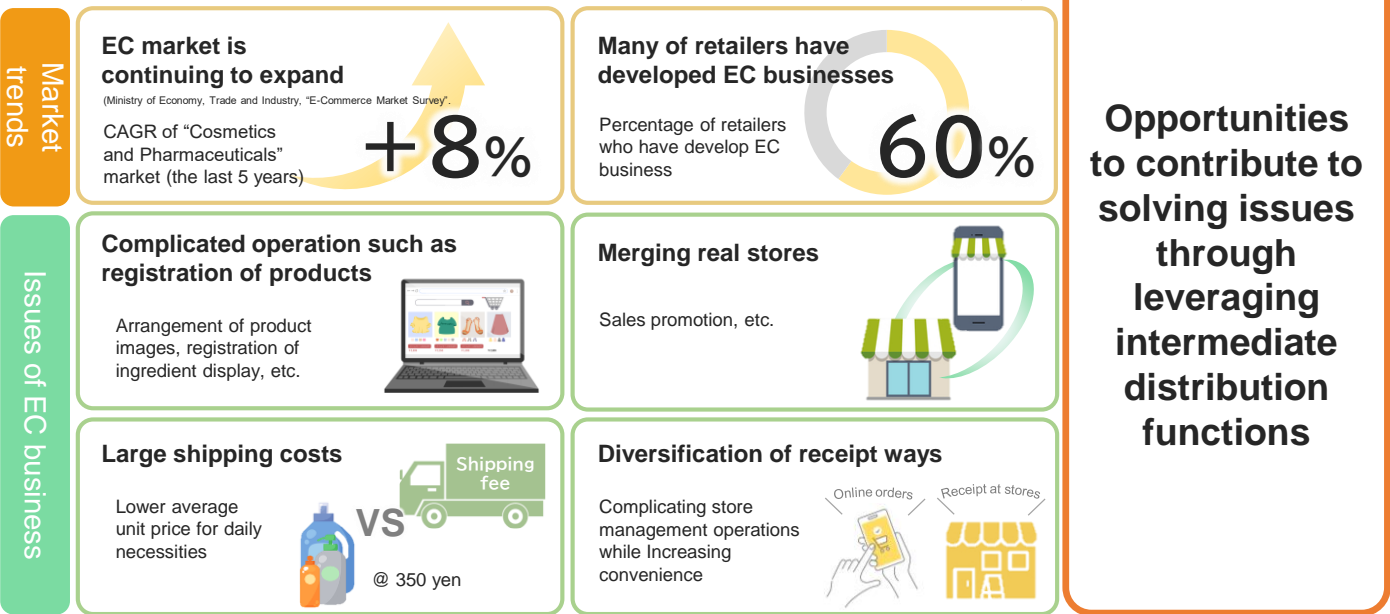 Market
trends
EC market is
continuing to expand
(Ministry of Economy, Trade and Industry, “E-Commerce Market Survey”.
CAGR of “Cosmetics
and Pharmaceuticals”
market (the last 5 years)
+8%
Many of retailers have
developed EC businesses
Percentage of retailers
who have develop EC
business
60%
Issues of EC business
Complicated operation such as
registration of products
Arrangement of product
images, registration of
ingredient display, etc.
Merging real stores
Sales promotion, etc.
Large shipping costs
Lower average
unit price for daily
necessities
VS
Shipping
fee
@ 350 yen
Diversification of receipt ways
Complicating store
management operations
while Increasing
convenience
Online orders
Receipt at stores
Opportunities
to contribute to
solving issues
through
leveraging
intermediate
distribution
functions